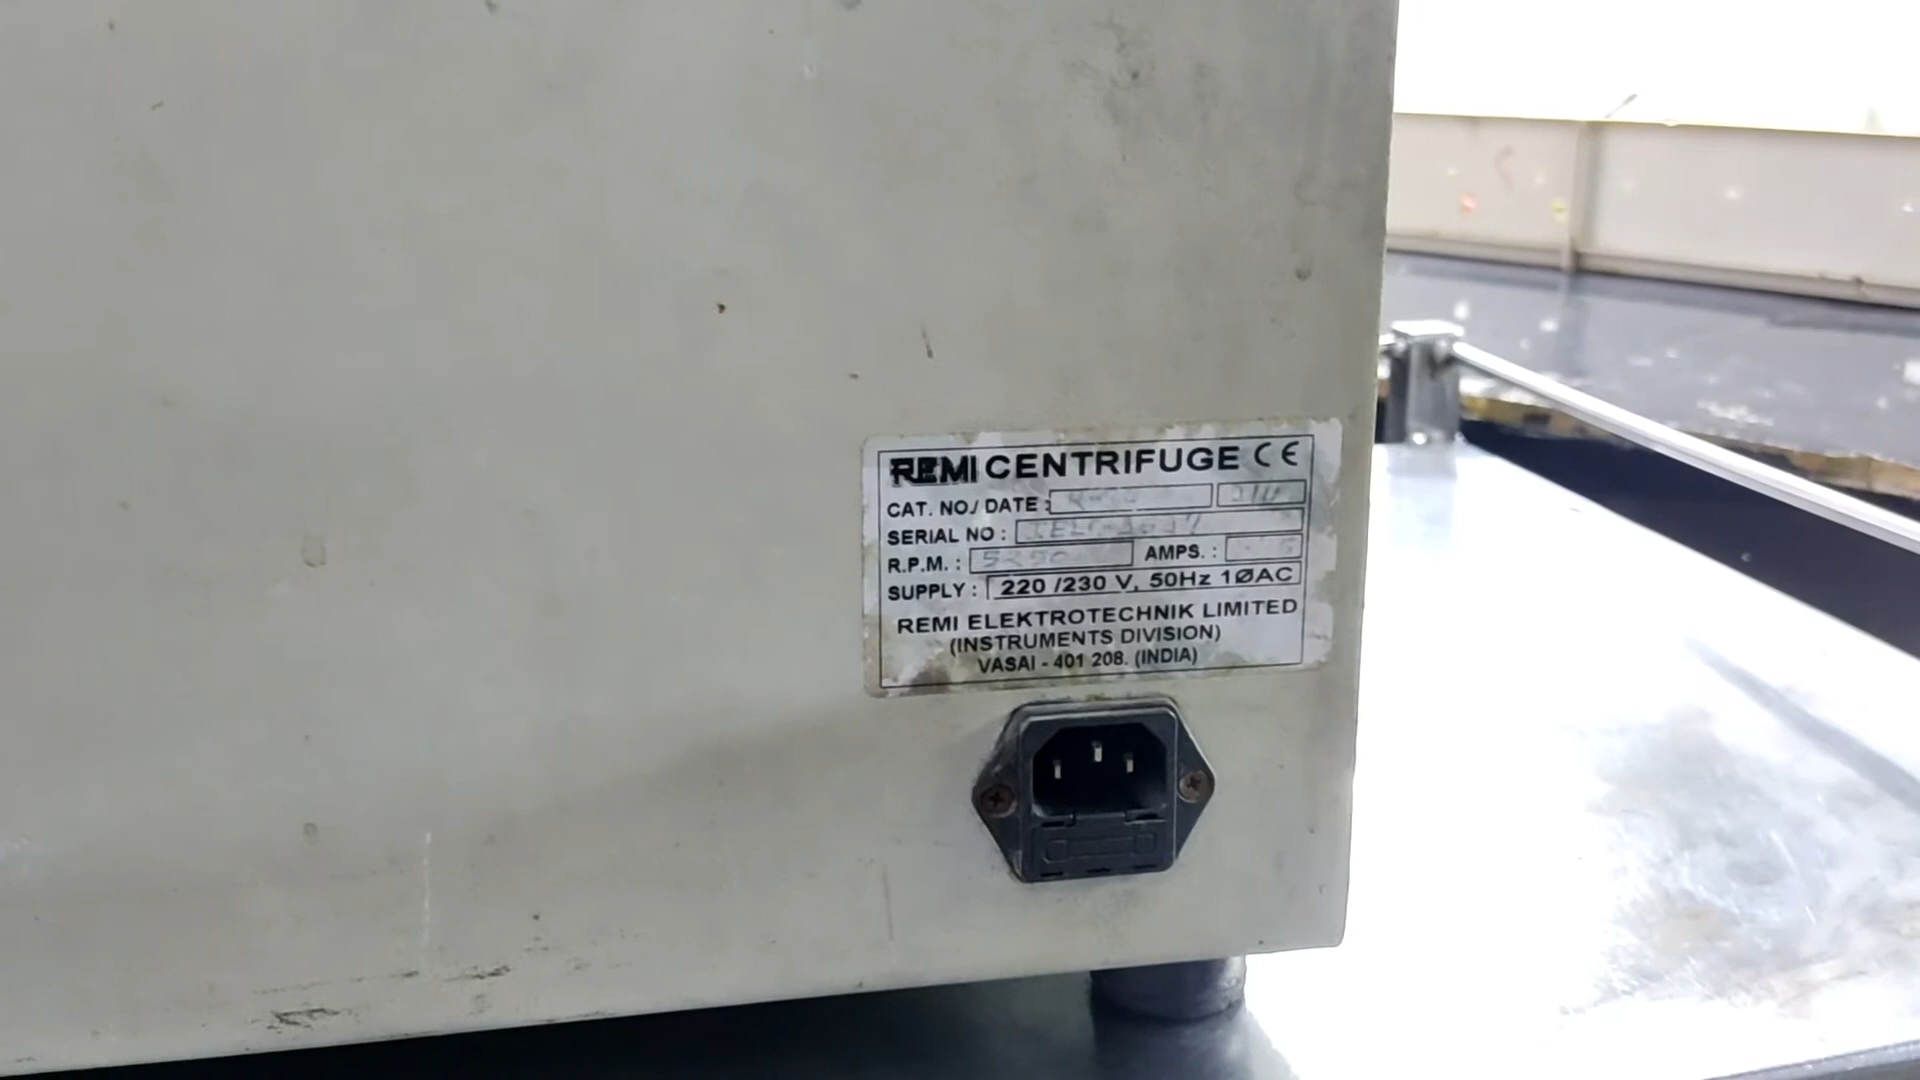 REMI CENTRIFUGE CE
CAT. NO./ DATE :
SERIAL NO :
R.P.M. : 5250 AMPS. :
SUPPLY : 220 /230 V, 50Hz 1ØAC
REMI ELEKTROTECHNIK LIMITED
(INSTRUMENTS DIVISION)
VASAI - 401 208. (INDIA)